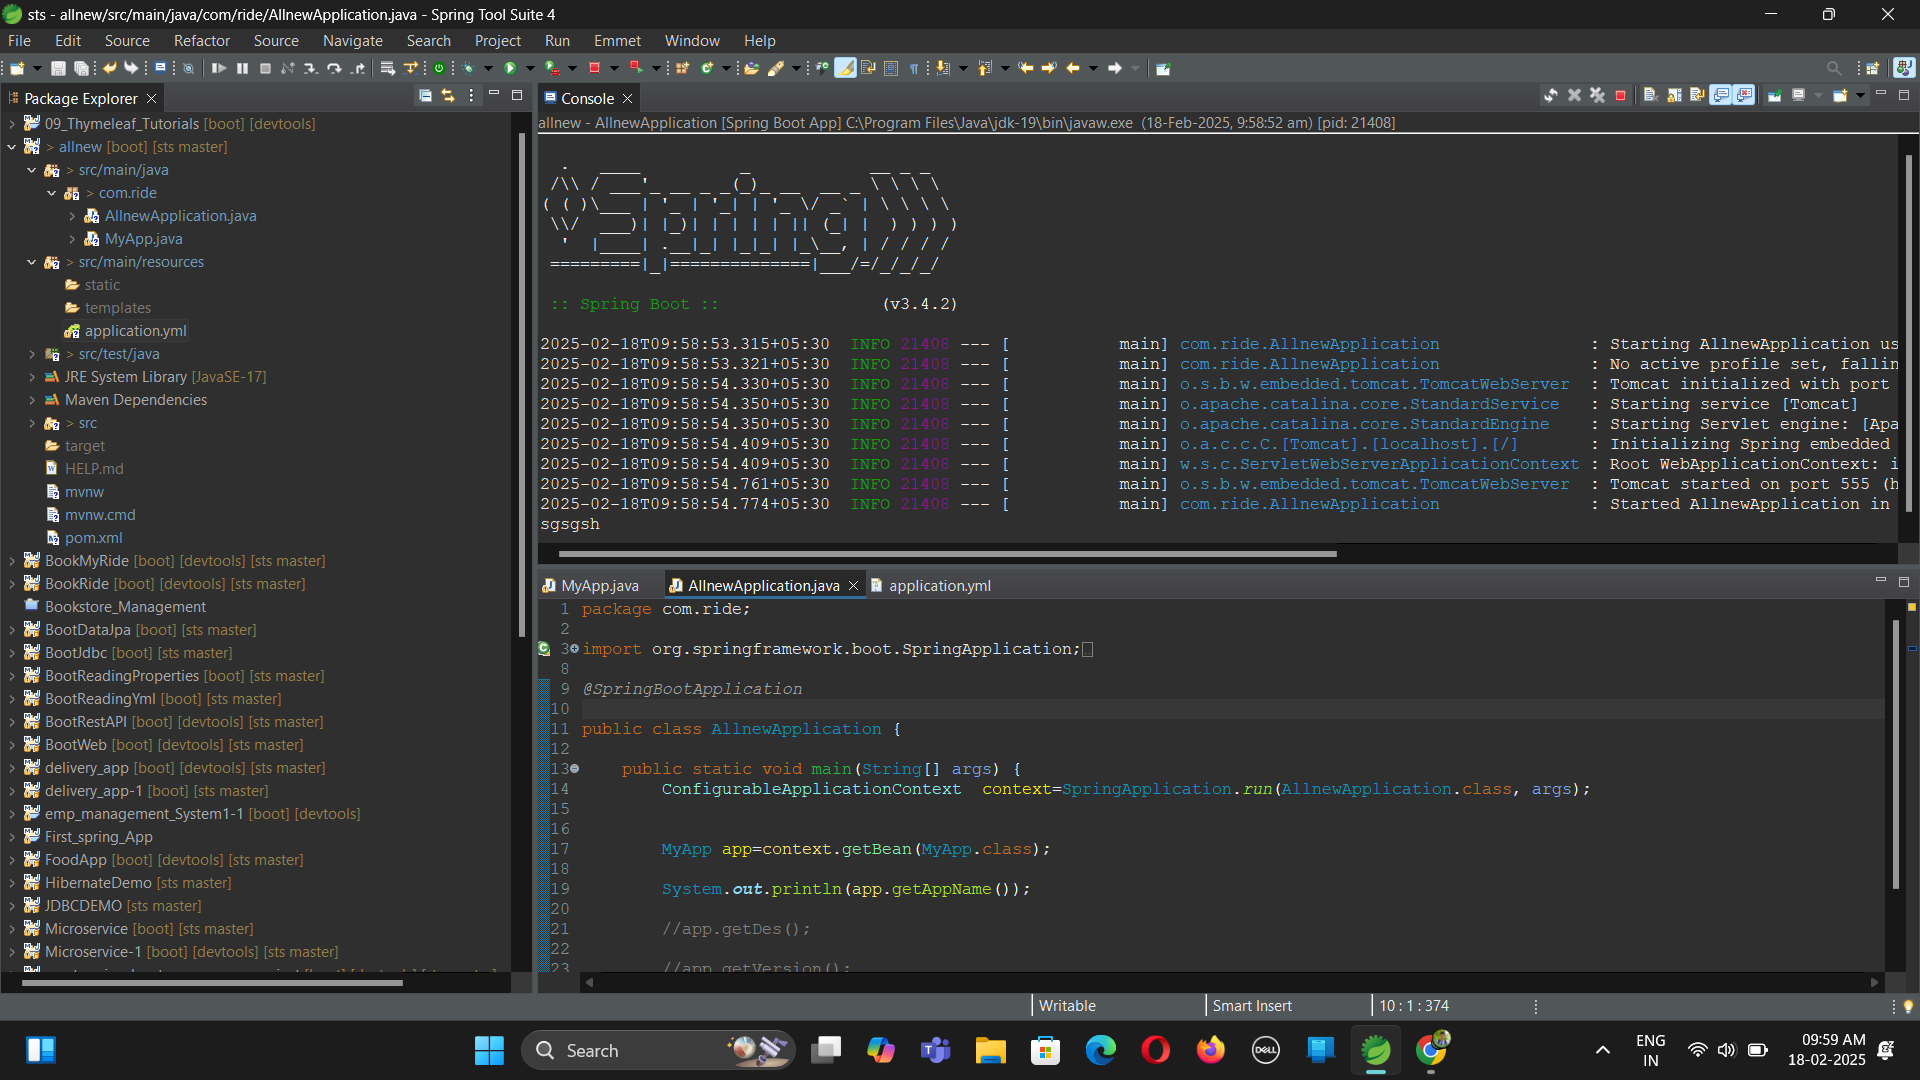 sts - allnew/src/main/java/com/ride/AllnewApplication.java - Spring Tool Suite 4
File Edit Source Refactor Source Navigate Search Project Run Emmet Window Help
Package Explorer
09_Thymeleaf_Tutorials [boot] [devtools]
> allnew [boot] [sts master]
> src/main/java
> com.ride
AllnewApplication.java
MyApp.java
> src/main/resources
static
templates
application.yml
> src/test/java
JRE System Library [JavaSE-17]
Maven Dependencies
> src
target
HELP.md
mvnw
mvnw.cmd
pom.xml
BookMyRide [boot] [devtools] [sts master]
BookRide [boot] [devtools] [sts master]
Bookstore_Management
BootDataJpa [boot] [sts master]
BootJdbc [boot] [sts master]
BootReadingProperties [boot] [sts master]
BootReadingYml [boot] [sts master]
BootRestAPI [boot] [devtools] [sts master]
BootWeb [boot] [devtools] [sts master]
delivery_app [boot] [devtools] [sts master]
delivery_app-1 [boot] [sts master]
emp_management_System1-1 [boot] [devtools]
First_spring_App
FoodApp [boot] [devtools] [sts master]
HibernateDemo [sts master]
JDBCDEMO [sts master]
Microservice [boot] [sts master]
Microservice-1 [boot] [devtools] [sts master]
Console
allnew - AllnewApplication [Spring Boot App] C:\Program Files\Java\jdk-19\bin\javaw.exe (18-Feb-2025, 9:58:52 am) [pid: 21408]
Spring
:: Spring Boot :: (v3.4.2)
2025-02-18T09:58:53.315+05:30 INFO 21408 --- [ main] com.ride.AllnewApplication : Starting AllnewApplication us
2025-02-18T09:58:53.321+05:30 INFO 21408 --- [ main] com.ride.AllnewApplication : No active profile set, fallin
2025-02-18T09:58:54.330+05:30 INFO 21408 --- [ main] o.s.b.w.embedded.tomcat.TomcatWebServer : Tomcat initialized with port
2025-02-18T09:58:54.350+05:30 INFO 21408 --- [ main] o.apache.catalina.core.StandardService : Starting service [Tomcat]
2025-02-18T09:58:54.350+05:30 INFO 21408 --- [ main] o.apache.catalina.core.StandardEngine : Starting Servlet engine: [Apa
2025-02-18T09:58:54.409+05:30 INFO 21408 --- [ main] o.a.c.c.C.[Tomcat].[localhost].[/] : Initializing Spring embedded
2025-02-18T09:58:54.409+05:30 INFO 21408 --- [ main] w.s.c.ServletWebServerApplicationContext : Root WebApplicationContext: i
2025-02-18T09:58:54.761+05:30 INFO 21408 --- [ main] o.s.b.w.embedded.tomcat.TomcatWebServer : Tomcat started on port 555 (h
2025-02-18T09:58:54.774+05:30 INFO 21408 --- [ main] com.ride.AllnewApplication : Started AllnewApplication in
sgsgsh
MyApp.java AllnewApplication.java application.yml
1 package com.ride;
2
3 import org.springframework.boot.SpringApplication;
8
9 @SpringBootApplication
10
11 public class AllnewApplication {
12
13 public static void main(String[] args) {
14 ConfigurableApplicationContext context=SpringApplication.run(AllnewApplication.class, args);
15
16
17 MyApp app=context.getBean(MyApp.class);
18
19 System.out.println(app.getAppName());
20
21 //app.getDes();
22
23 //app.getVersion();
Writable Smart Insert 10 : 1 : 374
Search
DELL
ENG
IN
09:59 AM
18-02-2025